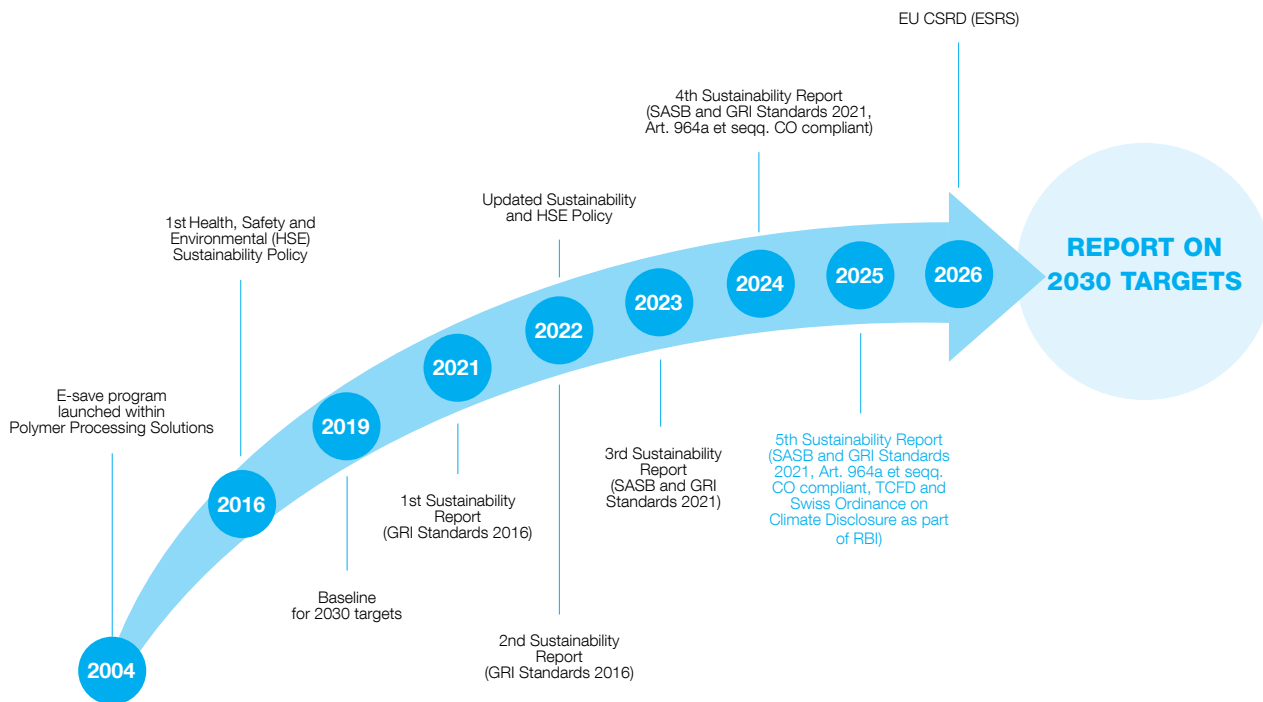 EU CSRD (ESRS)
4th Sustainability Report
(SASB and GRI Standards 2021,
Art. 964a et seqq. CO compliant)
Updated Sustainability
and HSE Policy
1st Health, Safety and
Environmental (HSE)
Sustainability Policy
E-save program
launched within
Polymer Processing Solutions
2004
2016
2019
2021
2022
2023
2024
2025
2026
REPORT ON
2030 TARGETS
Baseline
for 2030 targets
1st Sustainability
Report
(GRI Standards 2016)
2nd Sustainability
Report
(GRI Standards 2016)
3rd Sustainability
Report
(SASB and GRI
Standards 2021)
5th Sustainability Report
(SASB and GRI Standards
2021, Art. 964a et seqq.
CO compliant, TCFD and
Swiss Ordinance on
Climate Disclosure as part
of RBI)